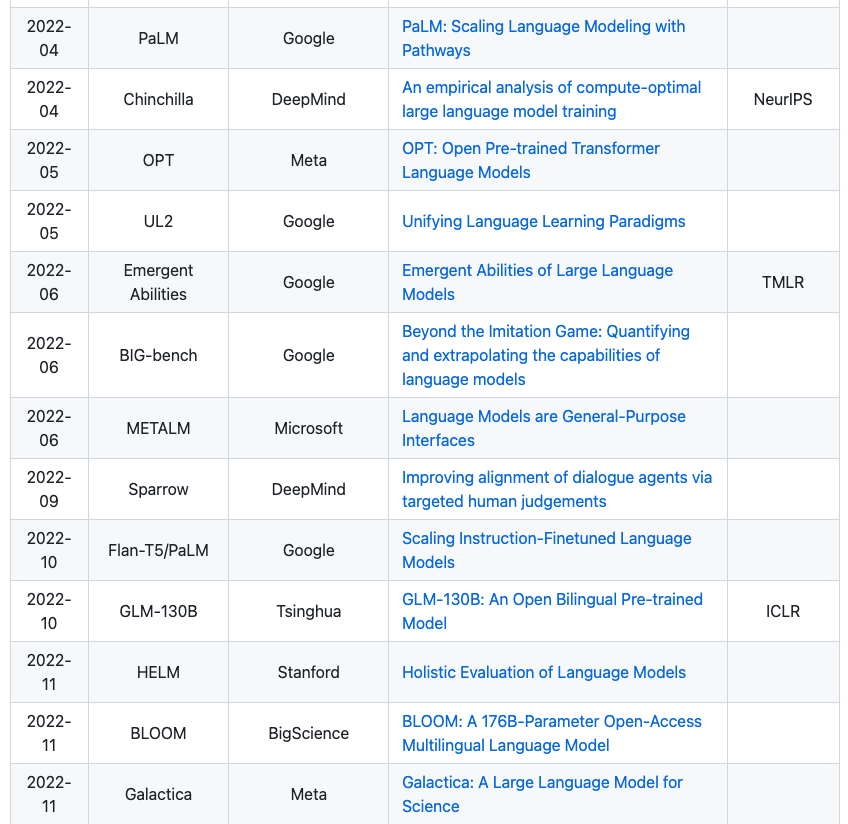 2022-
04
PaLM
Google
PaLM: Scaling Language Modeling with
Pathways
2022-
04
Chinchilla
DeepMind
An empirical analysis of compute-optimal
large language model training
NeurIPS
2022-
05
OPT
Meta
OPT: Open Pre-trained Transformer
Language Models
2022-
05
UL2
Google
Unifying Language Learning Paradigms
2022-
06
Emergent
Abilities
Google
Emergent Abilities of Large Language
Models
TMLR
2022-
06
BIG-bench
Google
Beyond the Imitation Game: Quantifying
and extrapolating the capabilities of
language models
2022-
06
METALM
Microsoft
Language Models are General-Purpose
Interfaces
2022-
09
Sparrow
DeepMind
Improving alignment of dialogue agents via
targeted human judgements
2022-
10
Flan-T5/PaLM
Google
Scaling Instruction-Finetuned Language
Models
2022-
10
GLM-130B
Tsinghua
GLM-130B: An Open Bilingual Pre-trained
Model
ICLR
2022-
11
HELM
Stanford
Holistic Evaluation of Language Models
2022-
11
BLOOM
BigScience
BLOOM: A 176B-Parameter Open-Access
Multilingual Language Model
2022-
11
Galactica
Meta
Galactica: A Large Language Model for
Science